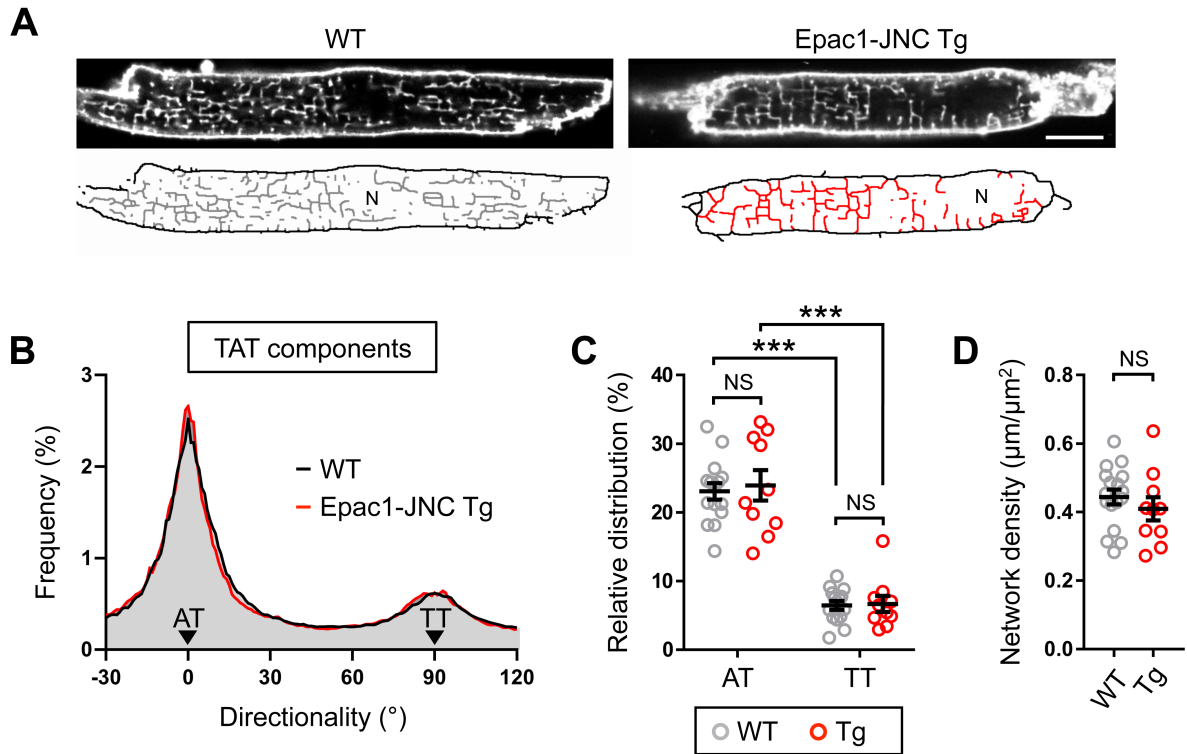 A
WT
Epac1-JNC Tg
N
N
B
TAT components
Frequency (%)
3
2
1
0
WT
Epac1-JNC Tg
AT
TT
-30
0
30
60
90
120
Directionality (°)
C
***
***
NS
NS
Relative distribution (%)
40
30
20
10
0
AT
TT
WT
Tg
D
NS
Network density (μm/μm²)
0.8
0.6
0.4
0.2
0.0
WT
Tg